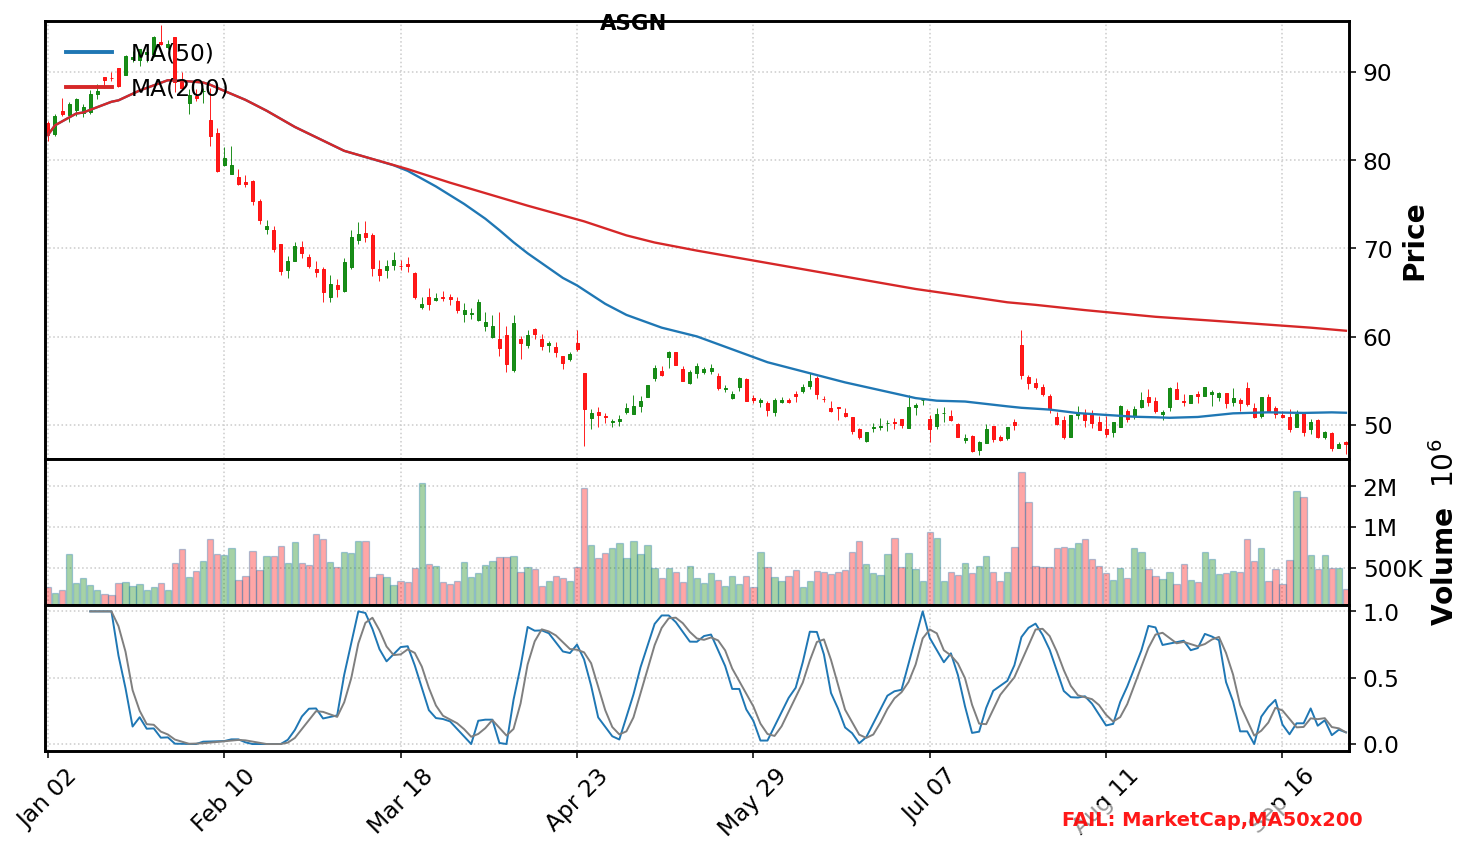 ASGN
MA(50)
MA(200)
90
80
70
60
50
Price
2M
1M
500K
Volume 10⁶
1.0
0.5
0.0
Jan 02
Feb 10
Mar 18
Apr 23
May 29
Jul 07
Aug 11
Sep 16
FAIL: MarketCap,MA50x200